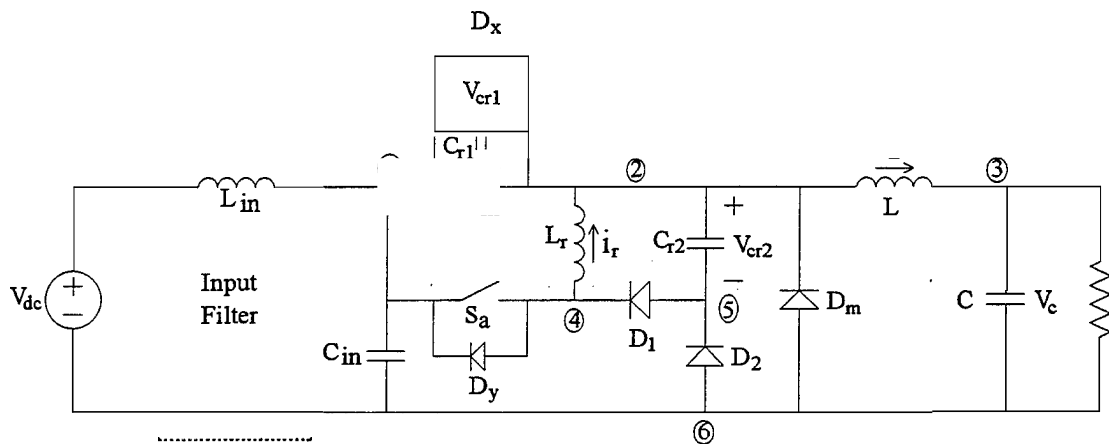 Dx
Vcr1
Cr1
②
③
Lin
L
Lr
ir
Cr2
+
Vcr2
−
Vdc
+
−
Input
Filter
Sa
④
D1
⑤
Dm
C
Vc
Cin
Dy
D2
⑥